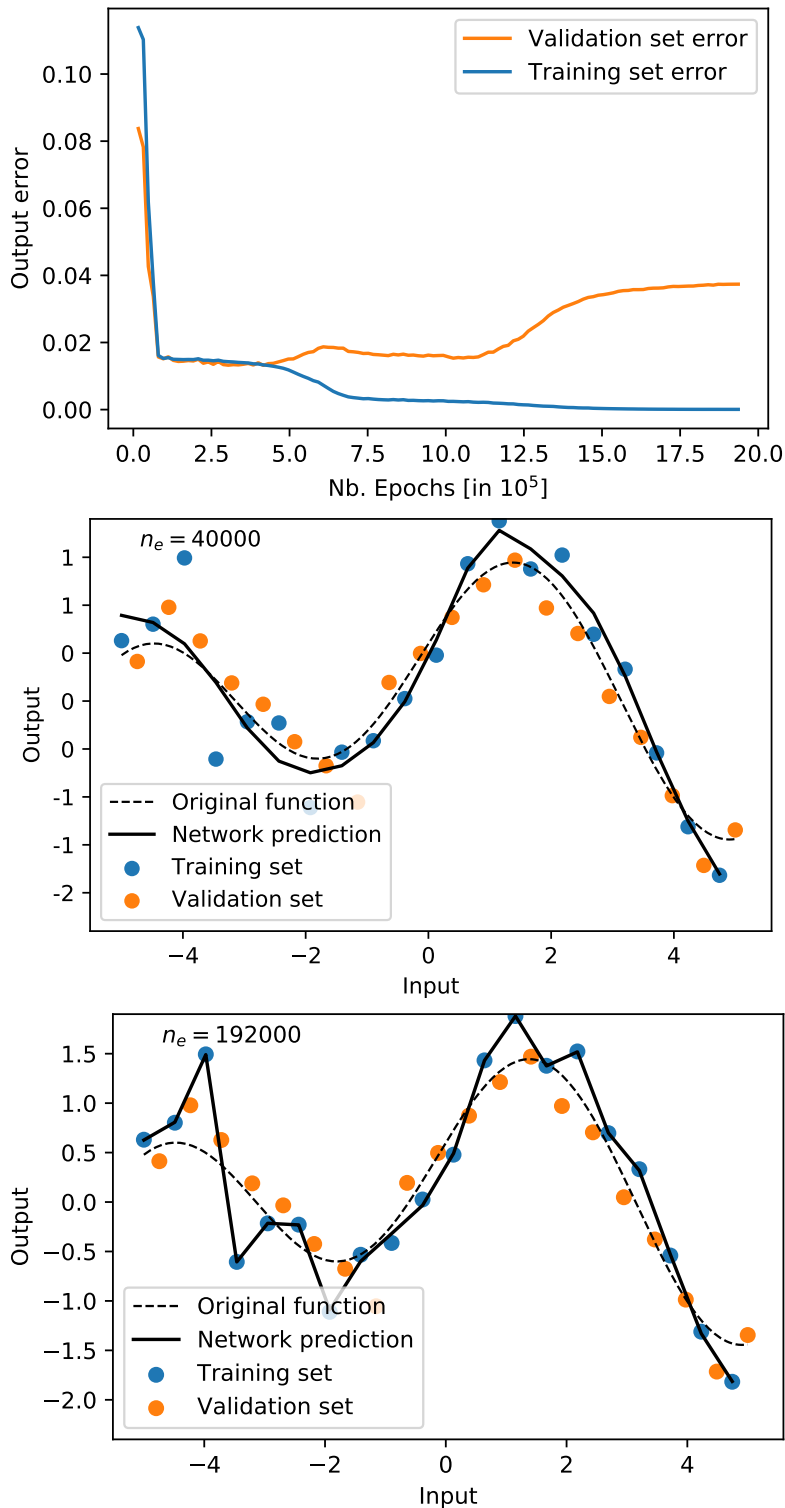 Validation set error
Training set error
0.10
0.08
0.06
0.04
0.02
0.00
Output error
0.0 2.5 5.0 7.5 10.0 12.5 15.0 17.5 20.0
Nb. Epochs [in 10^5]
n_e = 40000
1
1
0
0
0
-1
-1
-2
Output
Original function
Network prediction
Training set
Validation set
−4 −2 0 2 4
Input
n_e = 192000
1.5
1.0
0.5
0.0
−0.5
−1.0
−1.5
−2.0
Output
Original function
Network prediction
Training set
Validation set
−4 −2 0 2 4
Input